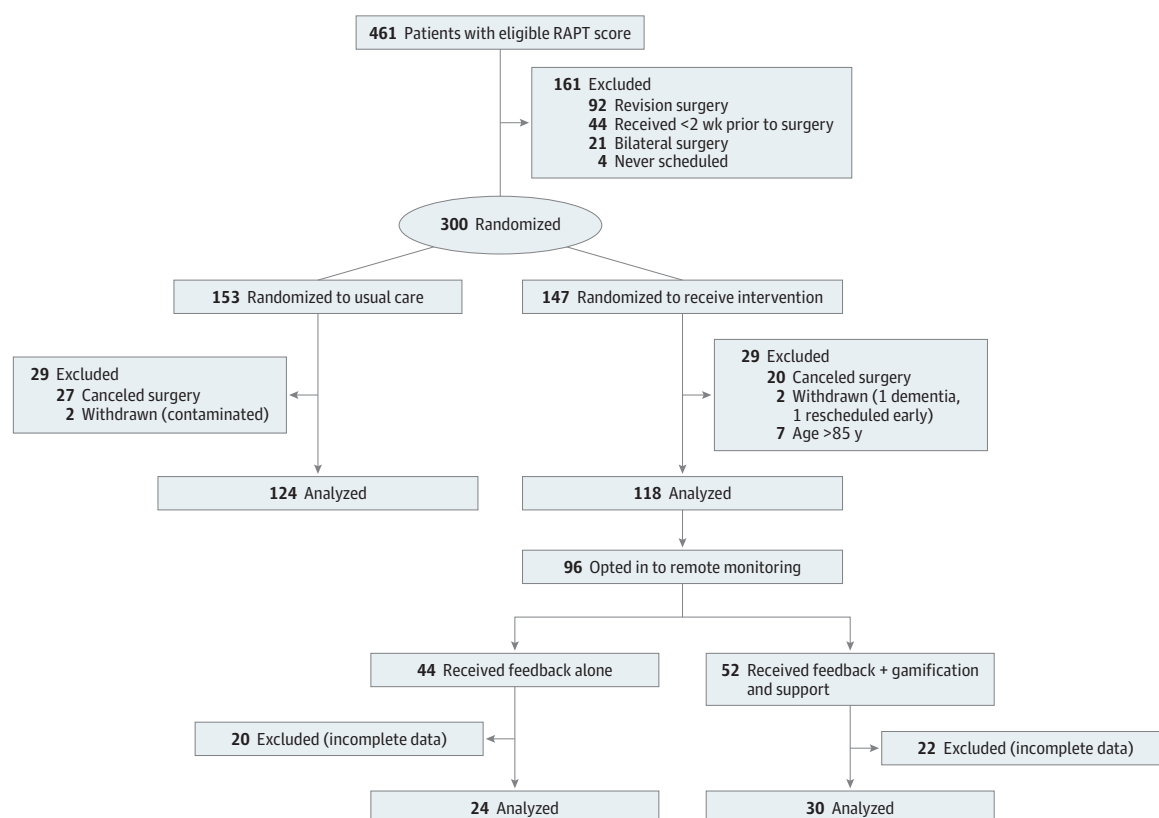 461 Patients with eligible RAPT score
161 Excluded
92 Revision surgery
44 Received <2 wk prior to surgery
21 Bilateral surgery
4 Never scheduled
300 Randomized
153 Randomized to usual care
147 Randomized to receive intervention
29 Excluded
27 Canceled surgery
2 Withdrawn (contaminated)
29 Excluded
20 Canceled surgery
2 Withdrawn (1 dementia,
1 rescheduled early)
7 Age >85 y
124 Analyzed
118 Analyzed
96 Opted in to remote monitoring
44 Received feedback alone
52 Received feedback + gamification
and support
20 Excluded (incomplete data)
22 Excluded (incomplete data)
24 Analyzed
30 Analyzed